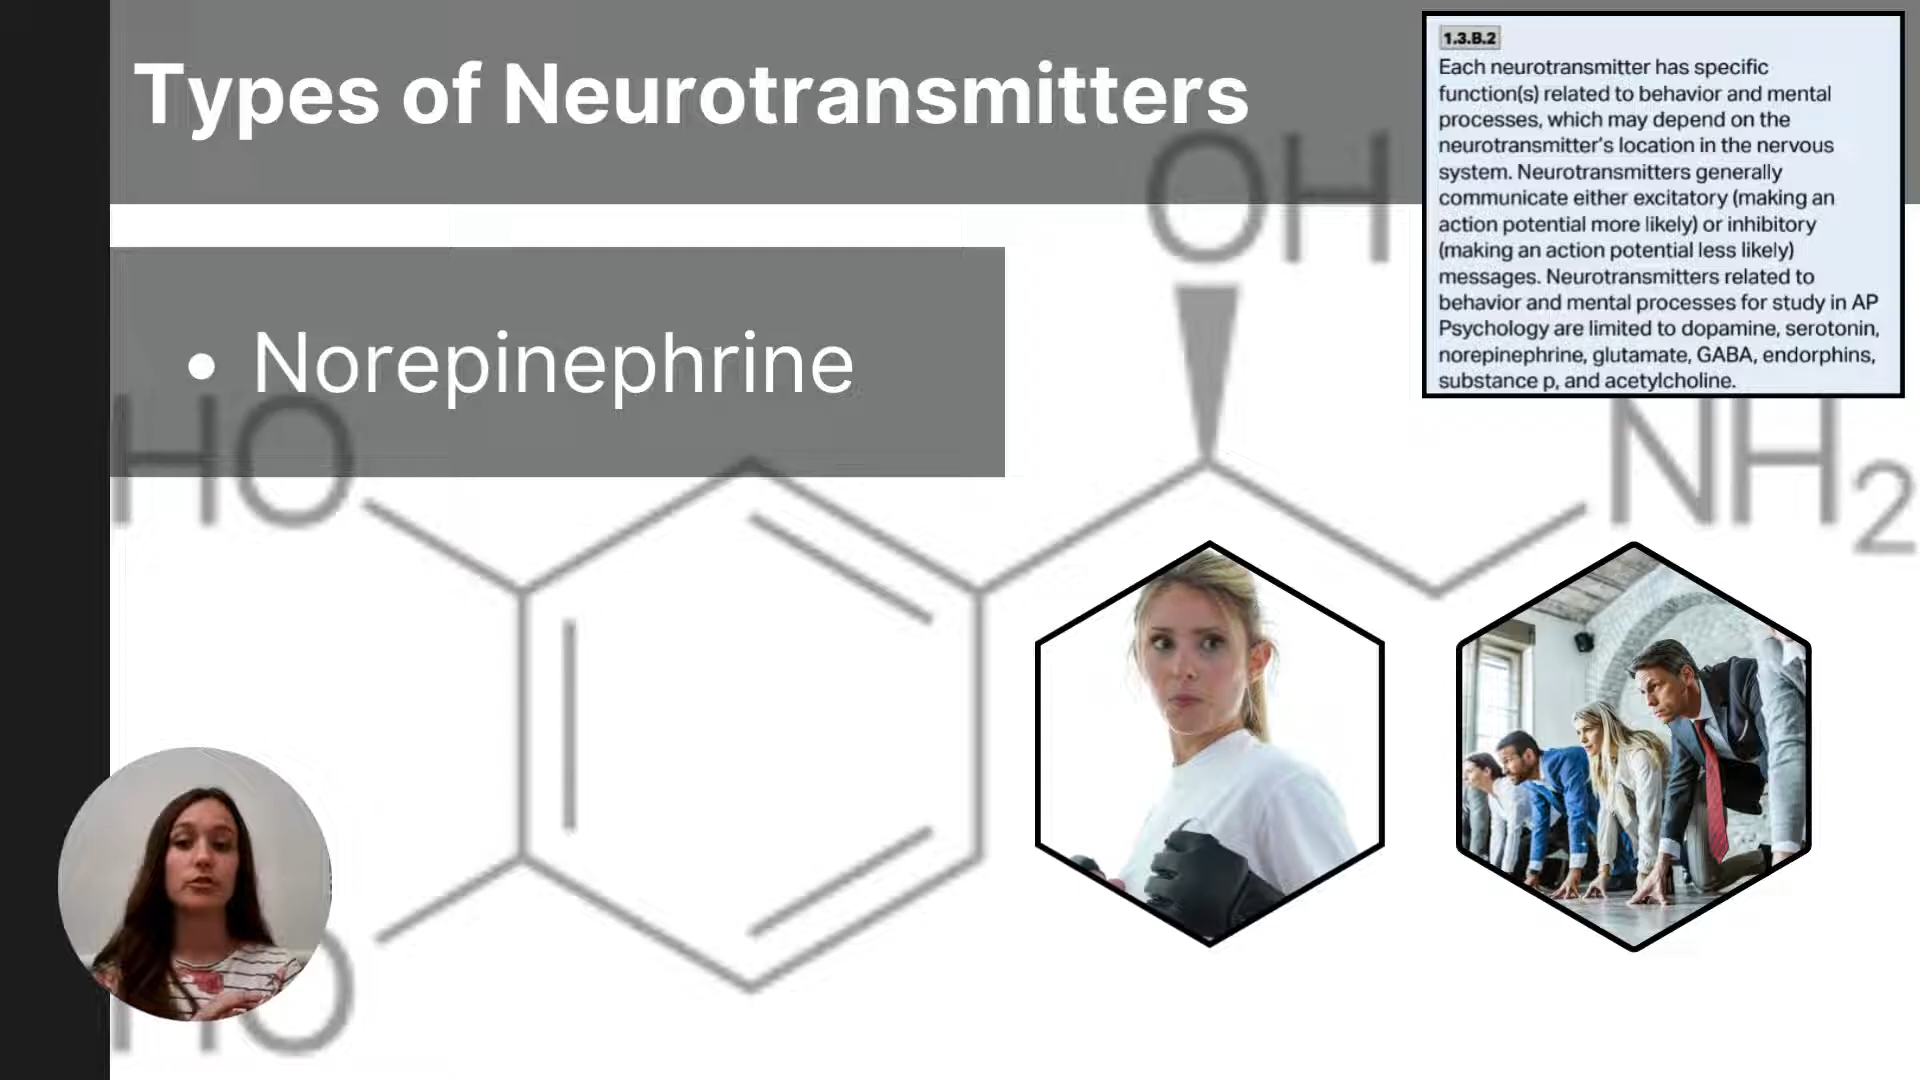 Types of Neurotransmitters
1.3.B.2
Each neurotransmitter has specific
function(s) related to behavior and mental
processes, which may depend on the
neurotransmitter's location in the nervous
system. Neurotransmitters generally
communicate either excitatory (making an
action potential more likely) or inhibitory
(making an action potential less likely)
messages. Neurotransmitters related to
behavior and mental processes for study in AP
Psychology are limited to dopamine, serotonin,
norepinephrine, glutamate, GABA, endorphins,
substance p, and acetylcholine.
OH
• Norepinephrine
HO
NH2
HO